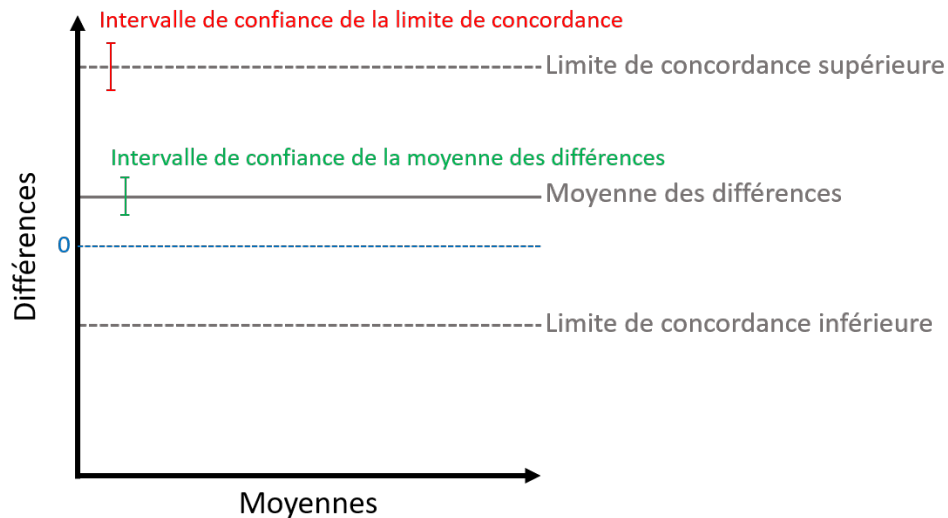 Intervalle de confiance de la limite de concordance
Limite de concordance supérieure
Intervalle de confiance de la moyenne des différences
Moyenne des différences
0
Différences
Limite de concordance inférieure
Moyennes